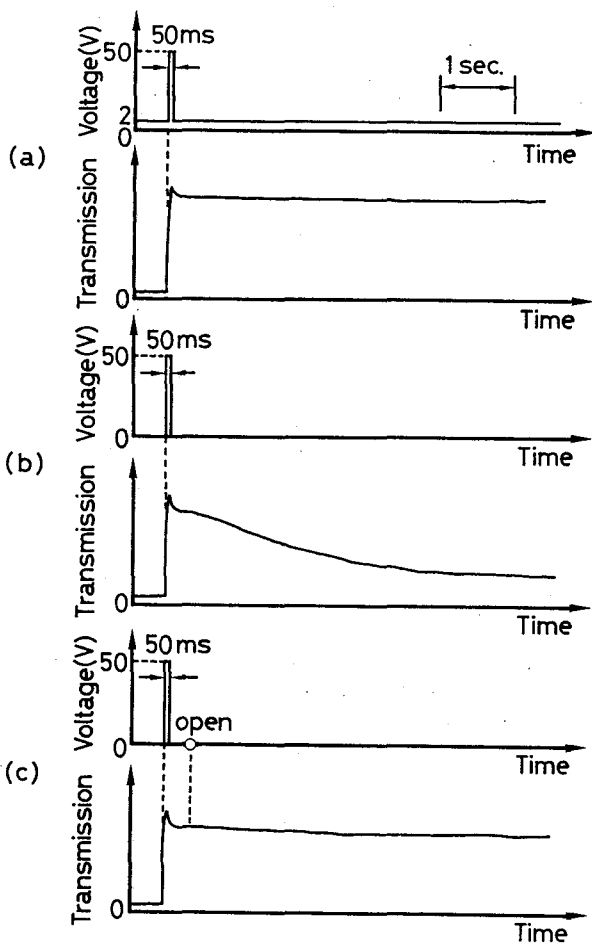 (a)
Voltage(V)
50
2
0
50ms
1 sec.
Time
Transmission
0
Time
(b)
Voltage(V)
50
0
50ms
Time
Transmission
0
Time
(c)
Voltage(V)
50
0
50ms
open
Time
Transmission
0
Time